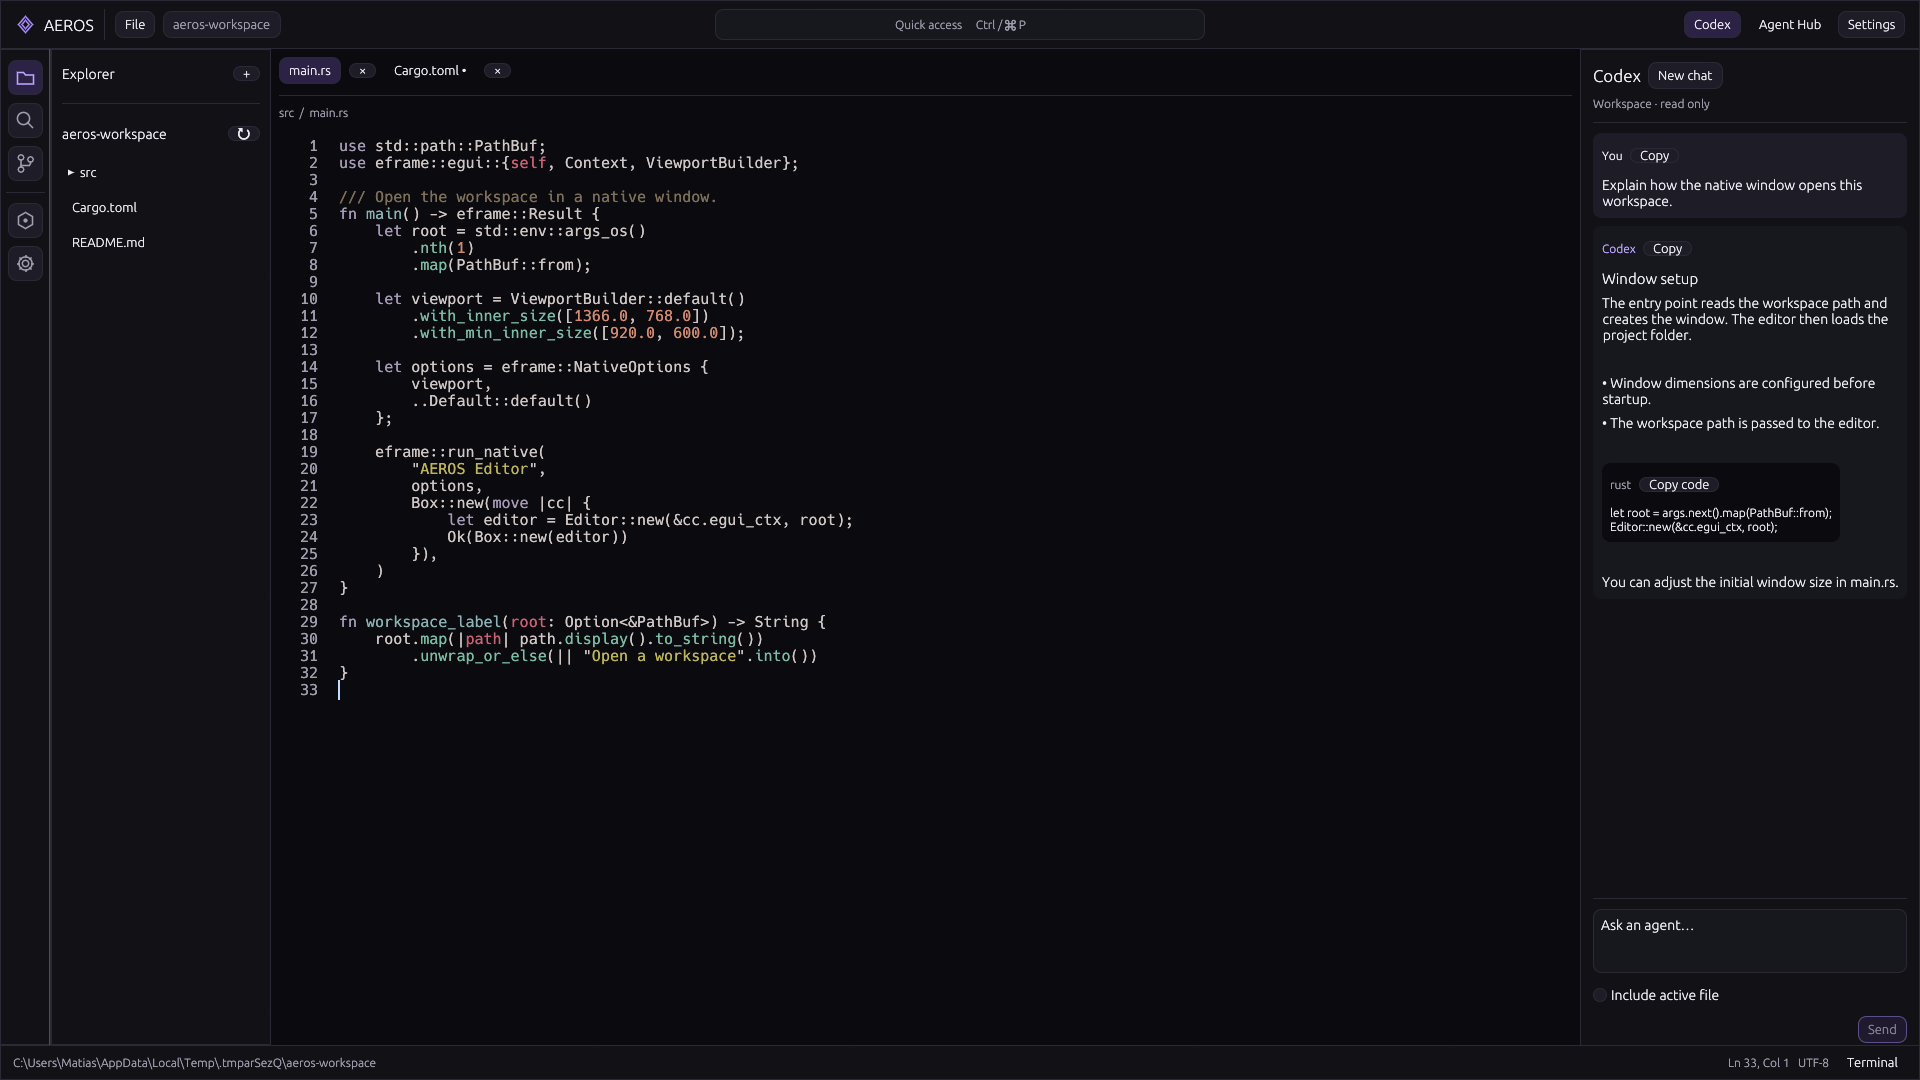 AEROS File aeros-workspace Quick access Ctrl/⌘P Codex Agent Hub Settings
Explorer +
aeros-workspace
▸ src
Cargo.toml
README.md
main.rs × Cargo.toml • ×
src / main.rs
1 use std::path::PathBuf;
2 use eframe::egui::{self, Context, ViewportBuilder};
3
4 /// Open the workspace in a native window.
5 fn main() -> eframe::Result {
6     let root = std::env::args_os()
7         .nth(1)
8         .map(PathBuf::from);
9
10     let viewport = ViewportBuilder::default()
11         .with_inner_size([1366.0, 768.0])
12         .with_min_inner_size([920.0, 600.0]);
13
14     let options = eframe::NativeOptions {
15         viewport,
16         ..Default::default()
17     };
18
19     eframe::run_native(
20         "AEROS Editor",
21         options,
22         Box::new(move |cc| {
23             let editor = Editor::new(&cc.egui_ctx, root);
24             Ok(Box::new(editor))
25         }),
26     )
27 }
28
29 fn workspace_label(root: Option<&PathBuf>) -> String {
30     root.map(|path| path.display().to_string())
31         .unwrap_or_else(|| "Open a workspace".into())
32 }
33
Codex New chat
Workspace · read only
You Copy
Explain how the native window opens this
workspace.
Codex Copy
Window setup
The entry point reads the workspace path and
creates the window. The editor then loads the
project folder.
• Window dimensions are configured before
startup.
• The workspace path is passed to the editor.
rust Copy code
let root = args.next().map(PathBuf::from);
Editor::new(&cc.egui_ctx, root);
You can adjust the initial window size in main.rs.
Ask an agent…
Include active file
Send
C:\Users\Matias\AppData\Local\Temp\.tmparSezQ\aeros-workspace Ln 33, Col 1 UTF-8 Terminal